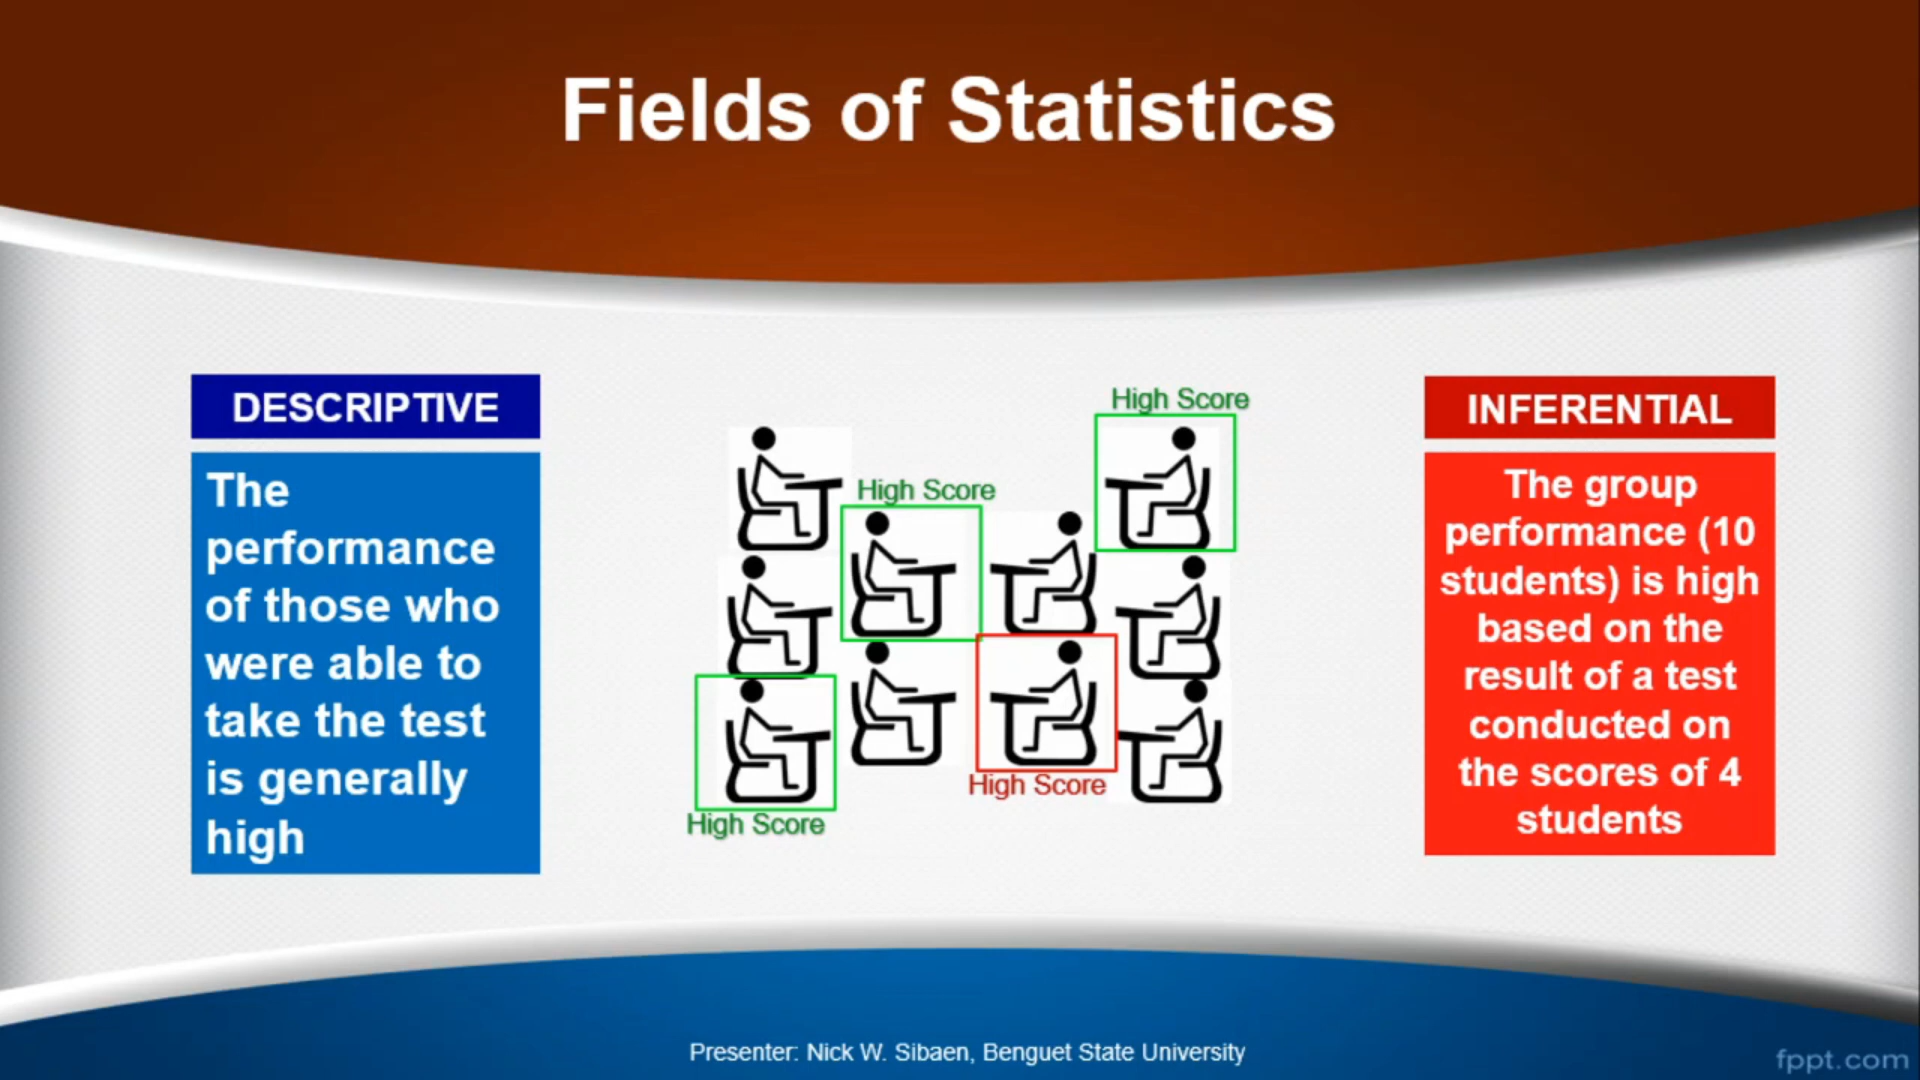 Fields of Statistics
DESCRIPTIVE
The
performance
of those who
were able to
take the test
is generally
high
High Score
High Score
High Score
High Score
INFERENTIAL
The group
performance (10
students) is high
based on the
result of a test
conducted on
the scores of 4
students
Presenter: Nick W. Sibaen, Benguet State University
fppt.com